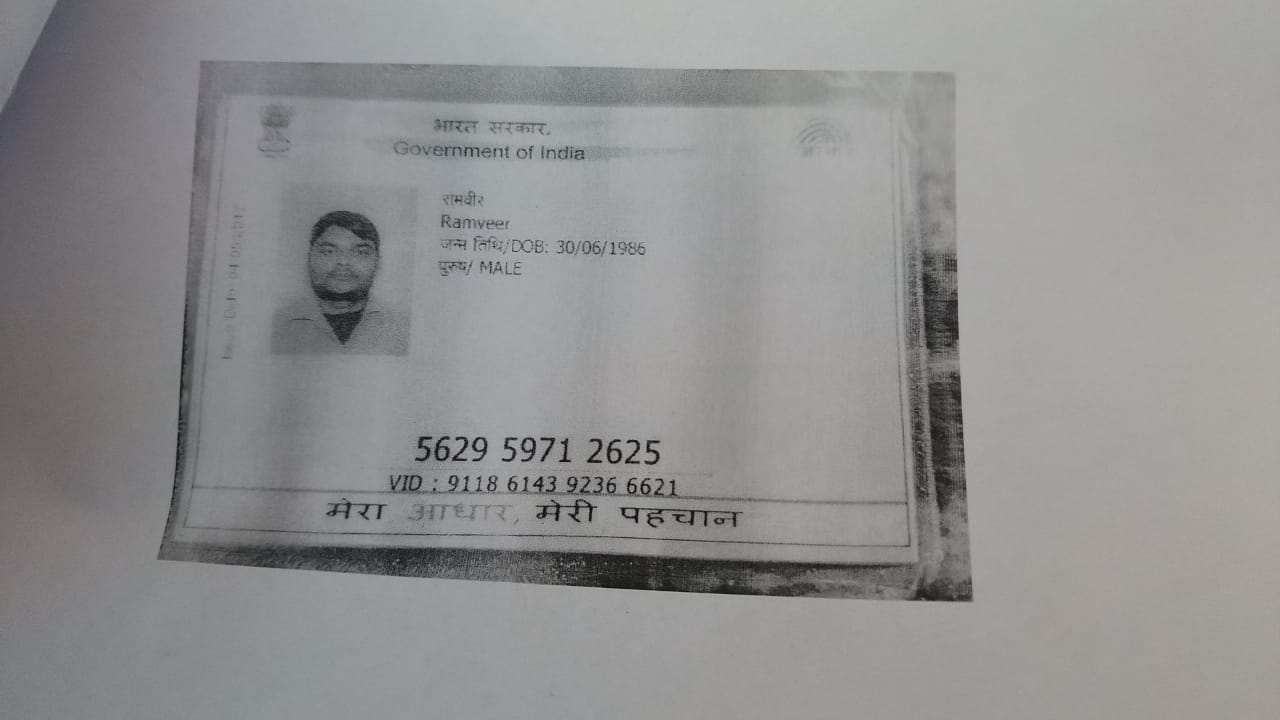 भारत सरकार
Government of India
रामवीर
Ramveer
जन्म तिथि/DOB: 30/06/1986
पुरुष/ MALE
5629 5971 2625
VID : 9118 6143 9236 6621
मेरा आधार, मेरी पहचान